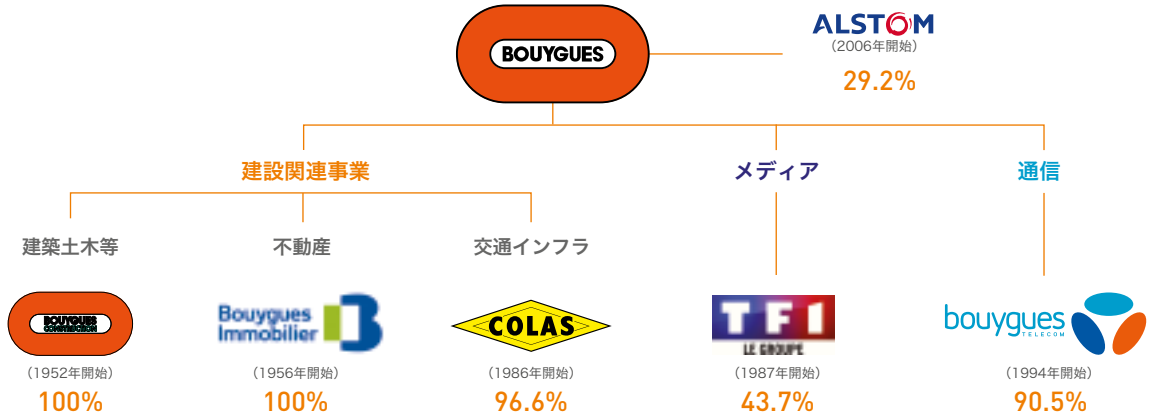 BOUYGUES
ALSTOM
（2006年開始）
29.2%
建設関連事業
メディア
通信
建築土木等
不動産
交通インフラ
BOUYGUES
CONSTRUCTION
Bouygues
Immobilier
COLAS
TF1
LE GROUPE
bouygues
TELECOM
（1952年開始）
（1956年開始）
（1986年開始）
（1987年開始）
（1994年開始）
100%
100%
96.6%
43.7%
90.5%